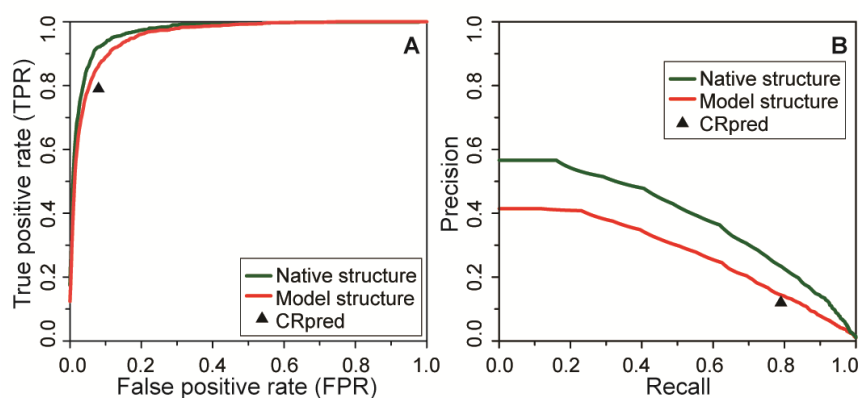 A
True positive rate (TPR)
1.0
0.8
0.6
0.4
0.2
0.0
Native structure
Model structure
CRpred
0.0 0.2 0.4 0.6 0.8 1.0
False positive rate (FPR)
B
Precision
1.0
0.8
0.6
0.4
0.2
0.0
Native structure
Model structure
CRpred
0.0 0.2 0.4 0.6 0.8 1.0
Recall